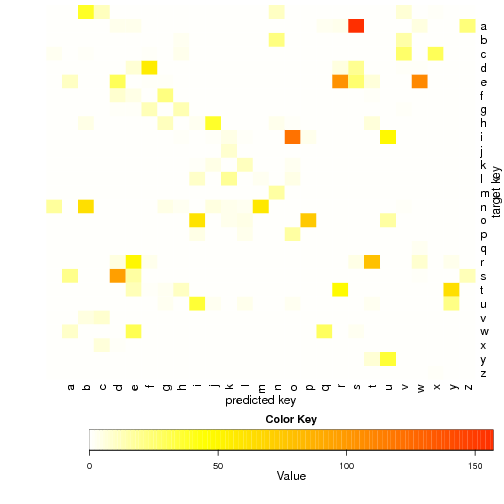 a
b
c
d
e
f
g
h
i
j
k
l
m
n
o
p
q
r
s
t
u
v
w
x
y
z
target key
a b c d e f g h i j k l m n o p q r s t u v w x y z
predicted key
Color Key
0 50 100 150
Value